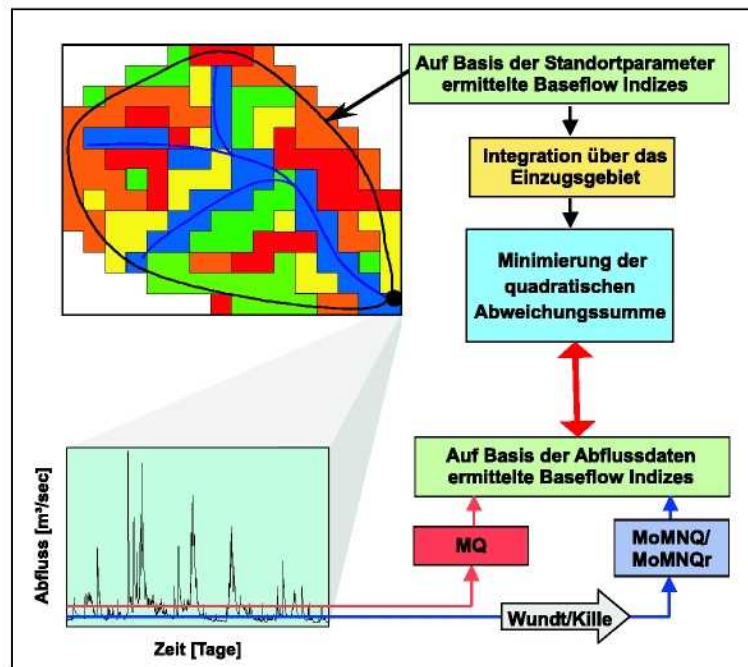 Auf Basis der Standortparameter
ermittelte Baseflow Indizes
Integration über das
Einzugsgebiet
Minimierung der
quadratischen
Abweichungssumme
Auf Basis der Abflussdaten
ermittelte Baseflow Indizes
MQ
MoMNQ/
MoMNQr
Wundt/Kille
Abfluss [m³/sec]
Zeit [Tage]